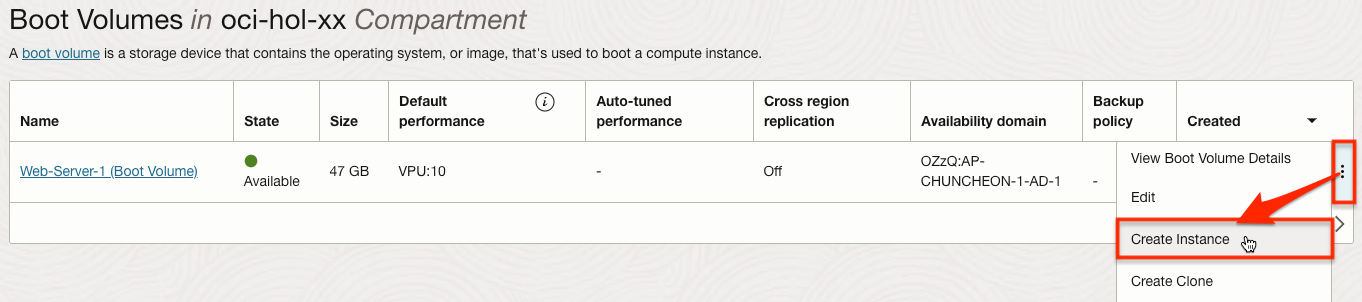 Boot Volumes in oci-hol-xx Compartment
A boot volume is a storage device that contains the operating system, or image, that's used to boot a compute instance.
Name
State
Size
Default
performance
i
Auto-tuned
performance
Cross region
replication
Availability domain
Backup
policy
Created
Web-Server-1 (Boot Volume)
Available
47 GB
VPU:10
-
Off
OZzQ:AP-
CHUNCHEON-1-AD-1
-
View Boot Volume Details
Edit
Create Instance
Create Clone